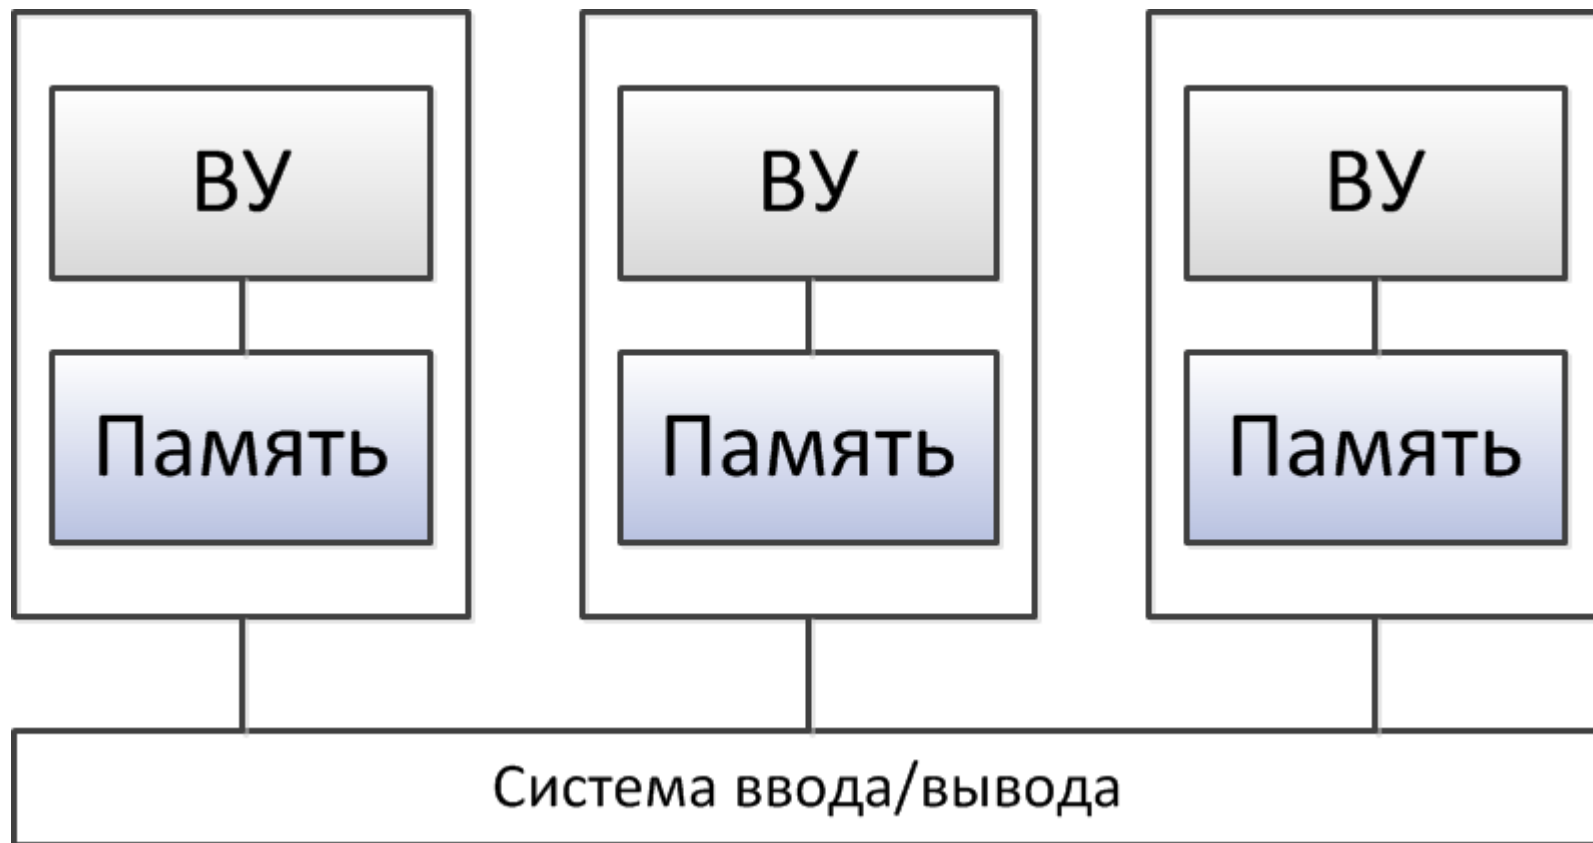 ВУ
ВУ
ВУ
Память
Память
Память
Система ввода/вывода